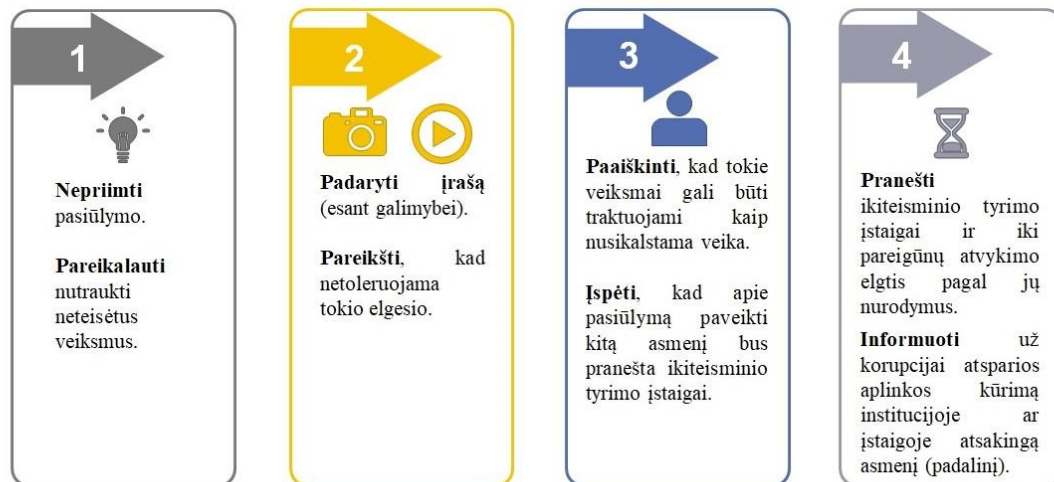 1
Nepriimti
pasiūlymo.
Pareikalauti
nutraukti
neteisėtus
veiksmus.
2
Padaryti įrašą
(esant galimybei).
Pareikšti, kad
netoleruojama
tokio elgesio.
3
Paaiškinti, kad tokie
veiksmai gali būti
traktuojami kaip
nusikalstama veika.
Įspėti, kad apie
pasiūlymą paveikti
kitą asmenį bus
pranešta ikiteisminio
tyrimo įstaigai.
4
Pranešti
ikiteisminio tyrimo
įstaigai ir iki
pareigūnų atvykimo
elgtis pagal jų
nurodymus.
Informuoti už
korupcijai atsparios
aplinkos kūrimą
institucijoje ar
įstaigoje atsakingą
asmenį (padalinį).